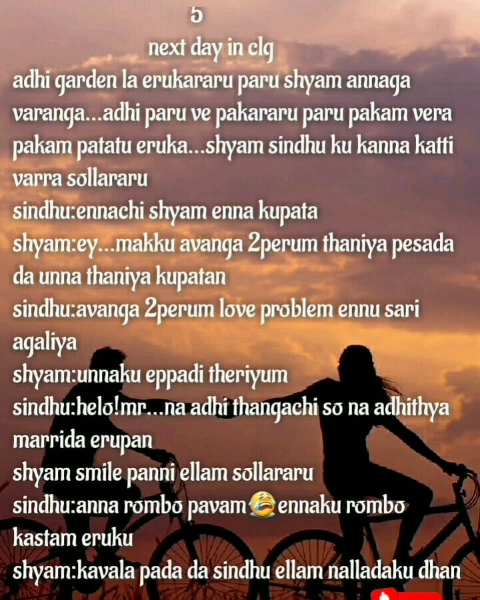 5
next day in clg
adhi garden la erukararu paru shyam annaga
varanga...adhi paru ve pakararu paru pakam vera
pakam patatu eruka...shyam sindhu ku kanna katti
varra sollararu
sindhu:ennachi shyam enna kupata
shyam:ey...makku avanga 2perum thaniya pesada
da unna thaniya kupatan
sindhu:avanga 2perum love problem ennu sari
agaliya
shyam:unnaku eppadi theriyum
sindhu:helo!mr...na adhi thangachi so na adhithya
marrida erupan
shyam smile panni ellam sollararu
sindhu:anna rombo pavam😭ennaku rombo
kastam eruku
shyam:kavala pada da sindhu ellam nalladaku dhan